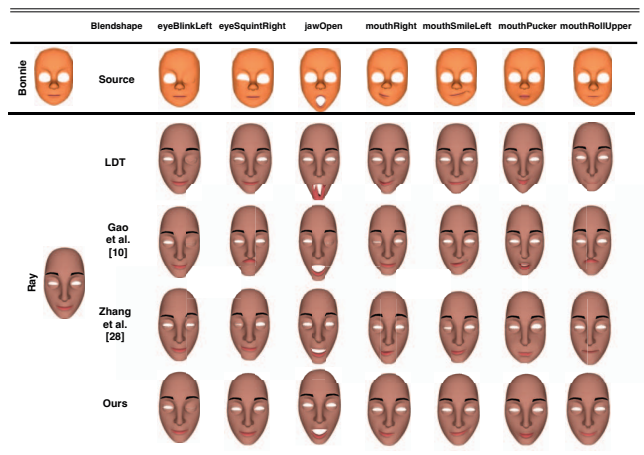 Blendshape eyeBlinkLeft eyeSquintRight jawOpen mouthRight mouthSmileLeft mouthPucker mouthRollUpper
Bonnie
Source
Ray
LDT
Gao
et al.
[10]
Zhang
et al.
[28]
Ours